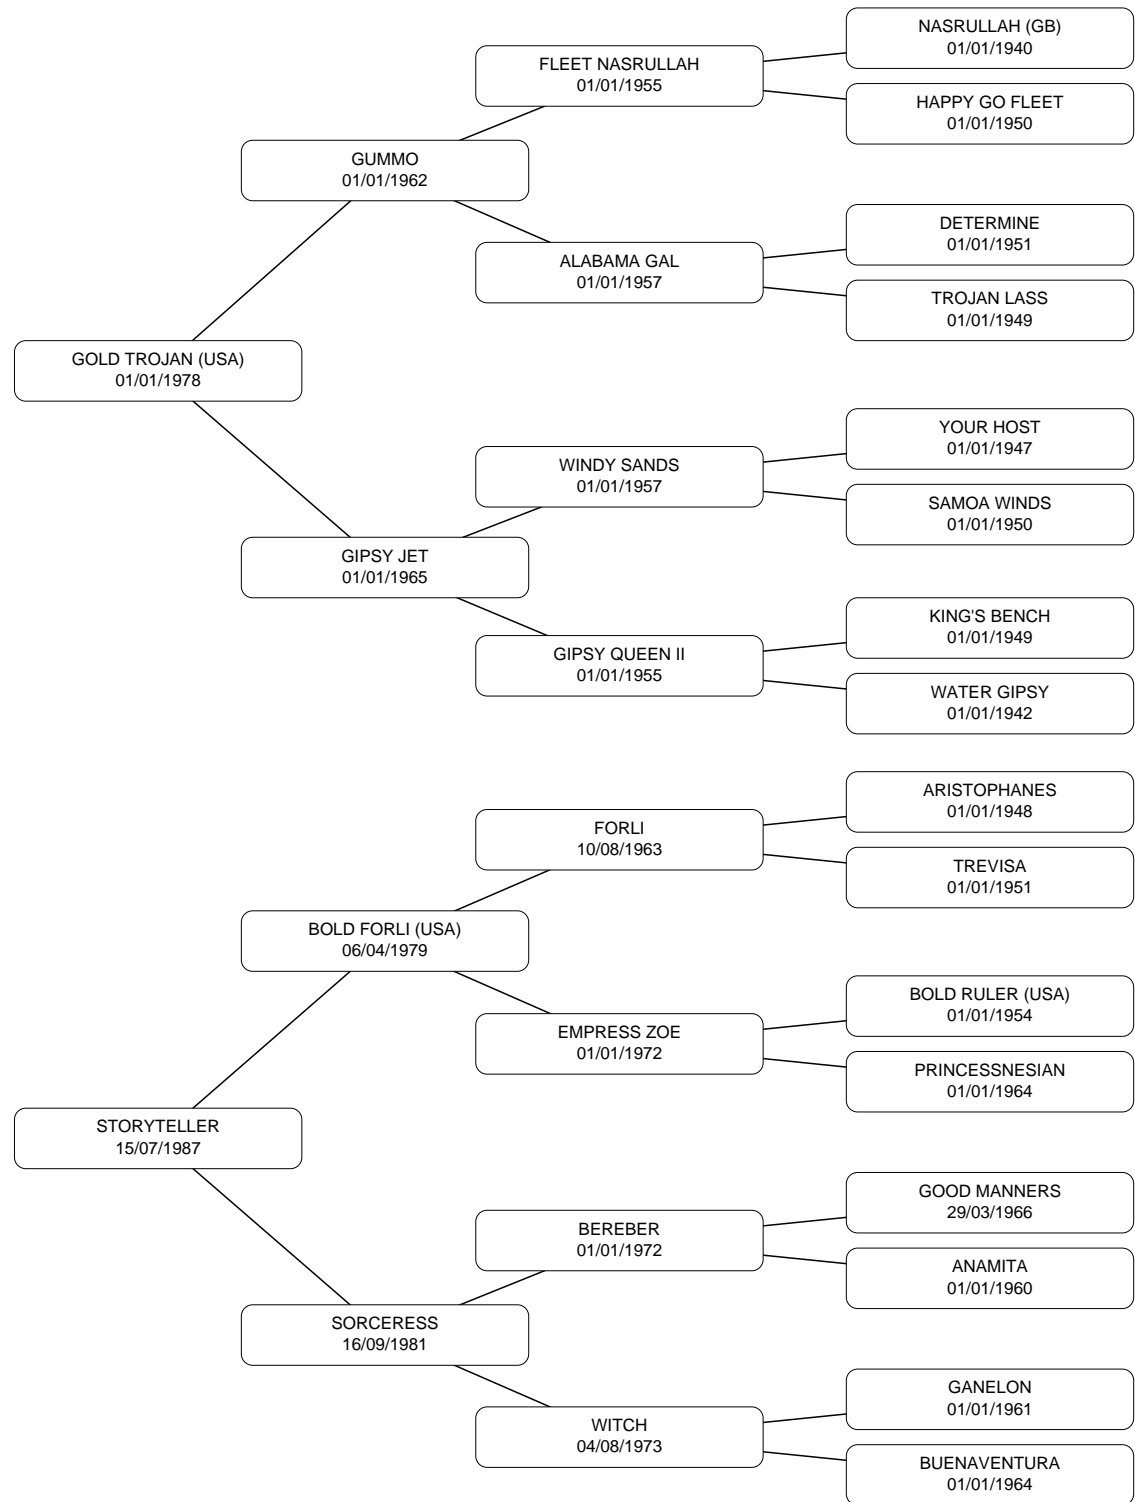 NASRULLAH (GB)
01/01/1940
FLEET NASRULLAH
01/01/1955
HAPPY GO FLEET
01/01/1950
GUMMO
01/01/1962
DETERMINE
01/01/1951
ALABAMA GAL
01/01/1957
TROJAN LASS
01/01/1949
GOLD TROJAN (USA)
01/01/1978
YOUR HOST
01/01/1947
WINDY SANDS
01/01/1957
SAMOA WINDS
01/01/1950
GIPSY JET
01/01/1965
KING'S BENCH
01/01/1949
GIPSY QUEEN II
01/01/1955
WATER GIPSY
01/01/1942
ARISTOPHANES
01/01/1948
FORLI
10/08/1963
TREVISA
01/01/1951
BOLD FORLI (USA)
06/04/1979
BOLD RULER (USA)
01/01/1954
EMPRESS ZOE
01/01/1972
PRINCESSNESIAN
01/01/1964
STORYTELLER
15/07/1987
GOOD MANNERS
29/03/1966
BEREBER
01/01/1972
ANAMITA
01/01/1960
SORCERESS
16/09/1981
GANELON
01/01/1961
WITCH
04/08/1973
BUENAVENTURA
01/01/1964